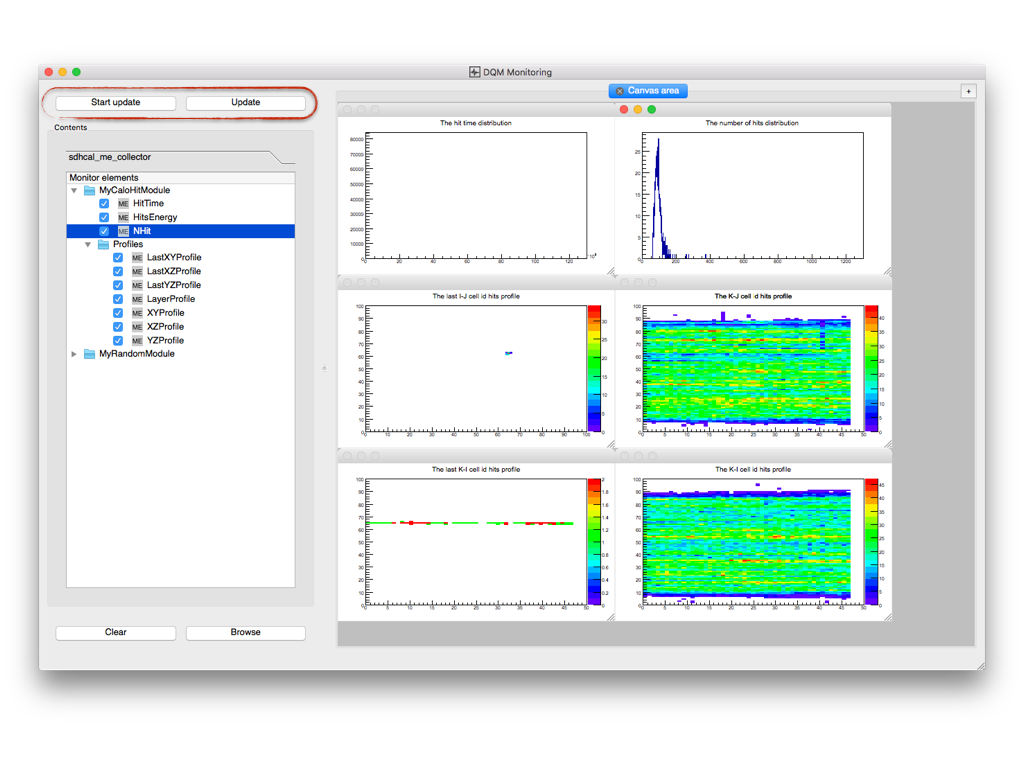 DQM Monitoring
Start update
Update
Contents
sdhcal_me_collector
Monitor elements
MyCaloHitModule
ME HitTime
ME HitsEnergy
ME NHit
Profiles
ME LastXYProfile
ME LastXZProfile
ME LastYZProfile
ME LayerProfile
ME XYProfile
ME XZProfile
ME YZProfile
MyRandomModule
Clear
Browse
Canvas area
+
The hit time distribution
80000
70000
60000
50000
40000
30000
20000
10000
0
0 20 40 60 80 100 120
The number of hits distribution
25
20
15
10
5
0
0 200 400 600 800 1000 1200
The last I-J cell id hits profile
100
90
80
70
60
50
40
30
20
10
0
0 10 20 30 40 50 60 70 80 90 100
30
25
20
15
10
5
0
The K-J cell id hits profile
100
90
80
70
60
50
40
30
20
10
0
0 5 10 15 20 25 30 35 40 45 50
40
35
30
25
20
15
10
5
0
The last K-I cell id hits profile
100
90
80
70
60
50
40
30
20
10
0
0 5 10 15 20 25 30 35 40 45 50
2
1.8
1.6
1.4
1.2
1
0.8
0.6
0.4
0.2
0
The K-I cell id hits profile
100
90
80
70
60
50
40
30
20
10
0
0 5 10 15 20 25 30 35 40 45 50
45
40
35
30
25
20
15
10
5
0